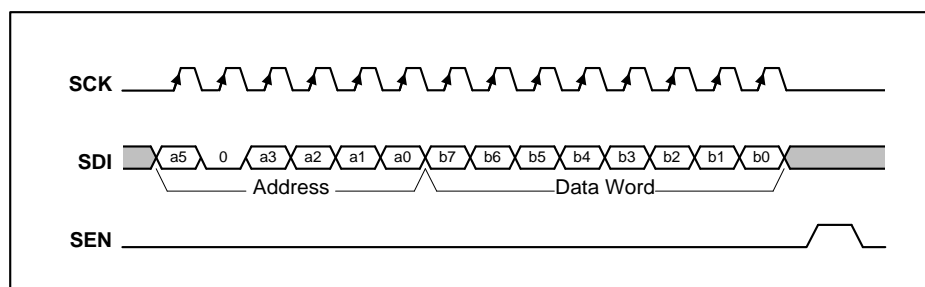 SCK
SDI a5 0 a3 a2 a1 a0 b7 b6 b5 b4 b3 b2 b1 b0
Address Data Word
SEN